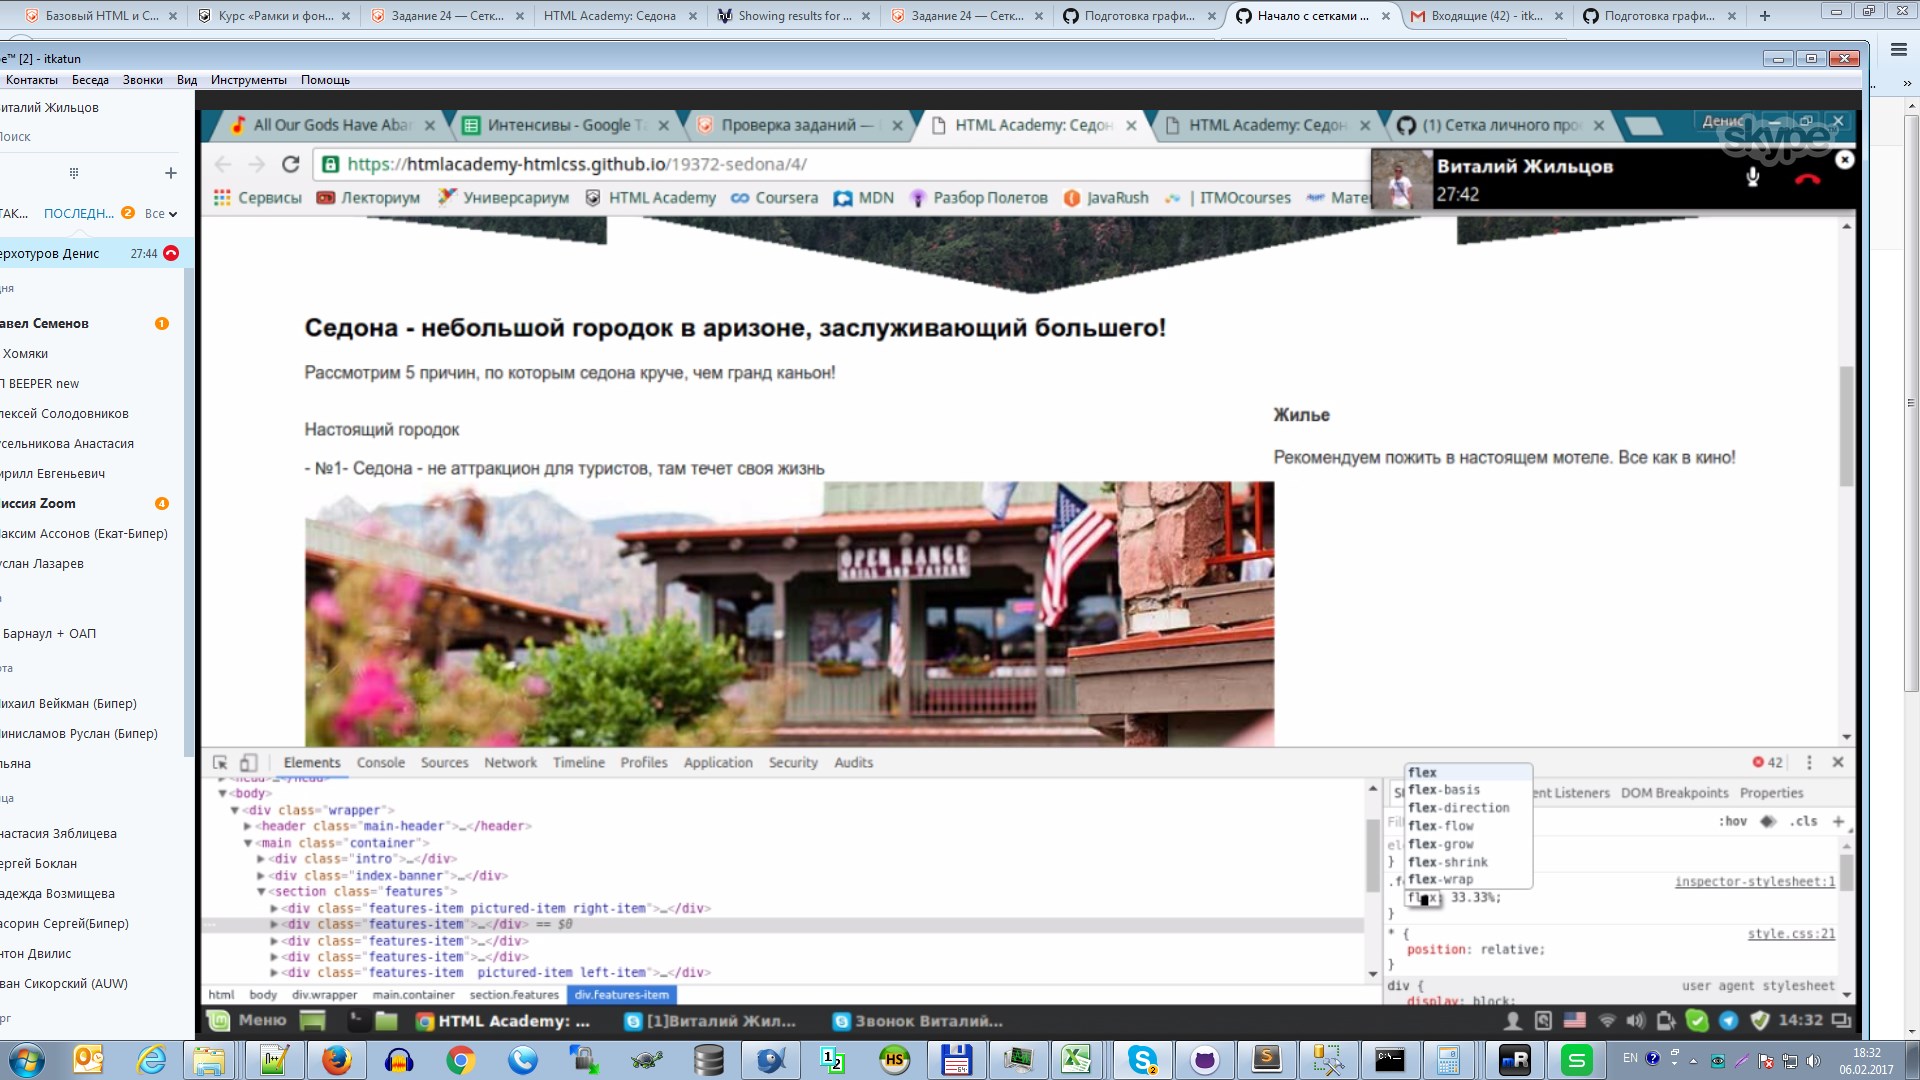 Базовый HTML и C...
Курс «Рамки и фон...
Задание 24 — Сетк...
HTML Academy: Седона
Showing results for ...
Задание 24 — Сетк...
Подготовка графи...
Начало с сетками ...
Входящие (42) - itk...
Подготовка графи...
[2] - itkatun
Контакты Беседа Звонки Вид Инструменты Помощь
италий Жильцов
Поиск
ПОСЛЕДН... 2 Все
ерхотуров Денис 27:44
авел Семенов 1
Хомяки
П BEEPER new
лексей Солодовников
усельникова Анастасия
ирилл Евгеньевич
иссия Zoom 4
аксим Ассонов (Екат-Бипер)
услан Лазарев
Барнаул + ОАП
ота
ихаил Вейкман (Бипер)
инисламов Руслан (Бипер)
льяна
ица
настасия Зяблицева
ергей Боклан
адежда Возмищева
асорин Сергей(Бипер)
нтон Двилис
ван Сикорский (AUW)
рг
All Our Gods Have Aba
Интенсивы - Google Т
Проверка заданий —
HTML Academy: Седон
HTML Academy: Седон
(1) Сетка личного про
Денис
skype™
https://htmlacademy-htmlcss.github.io/19372-sedona/4/
Виталий Жильцов
27:42
Сервисы Лекториум Универсариум HTML Academy Coursera MDN Разбор Полетов JavaRush | ITMOcourses Мате
Седона - небольшой городок в аризоне, заслуживающий большего!
Рассмотрим 5 причин, по которым седона круче, чем гранд каньон!
Настоящий городок
- №1- Седона - не аттракцион для туристов, там течет своя жизнь
Жилье
Рекомендуем пожить в настоящем мотеле. Все как в кино!
OPEN RANGE
GRILL AND TAVERN
Elements Console Sources Network Timeline Profiles Application Security Audits 42
<head>…</head>
<body>
<div class="wrapper">
<header class="main-header">…</header>
<main class="container">
<div class="intro">…</div>
<div class="index-banner">…</div>
<section class="features">
<div class="features-item pictured-item right-item">…</div>
<div class="features-item">…</div> == $0
<div class="features-item">…</div>
<div class="features-item">…</div>
<div class="features-item  pictured-item left-item">…</div>
html body div.wrapper main.container section.features div.features-item
ent Listeners DOM Breakpoints Properties
:hov .cls +
flex
flex-basis
flex-direction
flex-flow
flex-grow
flex-shrink
flex-wrap
inspector-stylesheet:1
flex: 33.33%;
}
* { style.css:21
position: relative;
}
div { user agent stylesheet
display: block;
Меню
HTML Academy: ...
[1]Виталий Жил...
Звонок Виталий...
14:32
EN
18:32
06.02.2017